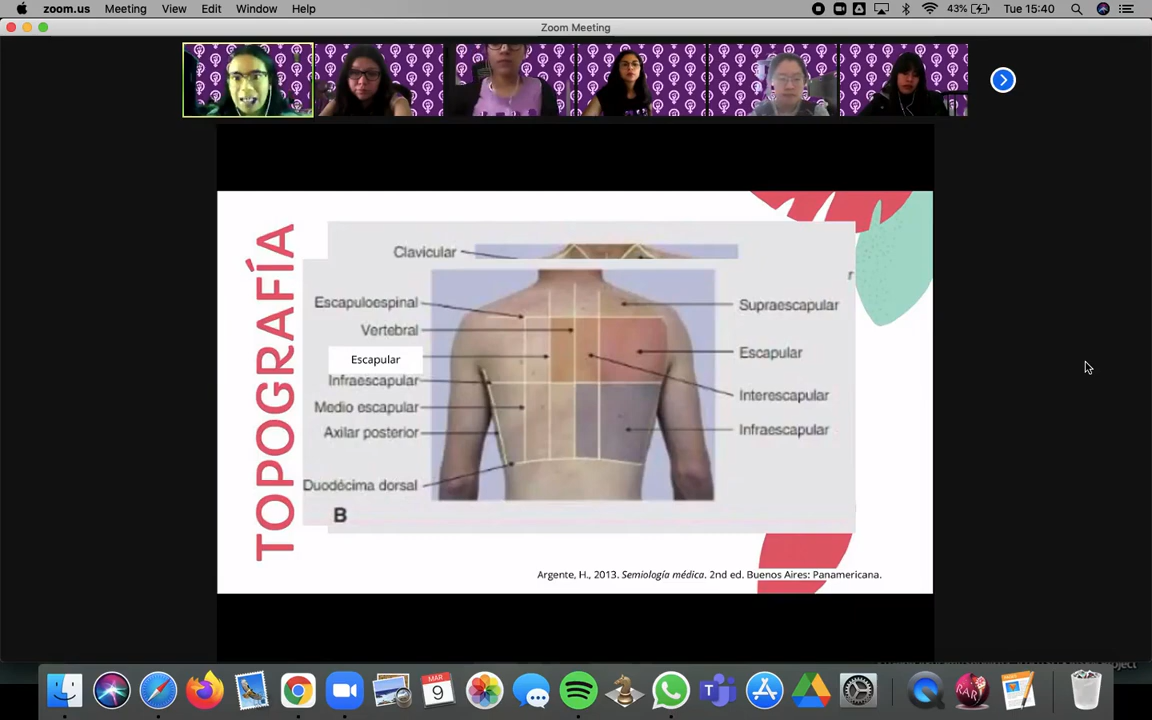 zoom.us Meeting View Edit Window Help 43% Tue 15:40
Zoom Meeting
TOPOGRAFÍA
Clavicular
Escapuloespinal
Vertebral
Escapular
Infraescapular
Medio escapular
Axilar posterior
Duodécima dorsal
B
Supraescapular
Escapular
Interescapular
Infraescapular
Argente, H., 2013. Semiología médica. 2nd ed. Buenos Aires: Panamericana.
MAR
9
RAR